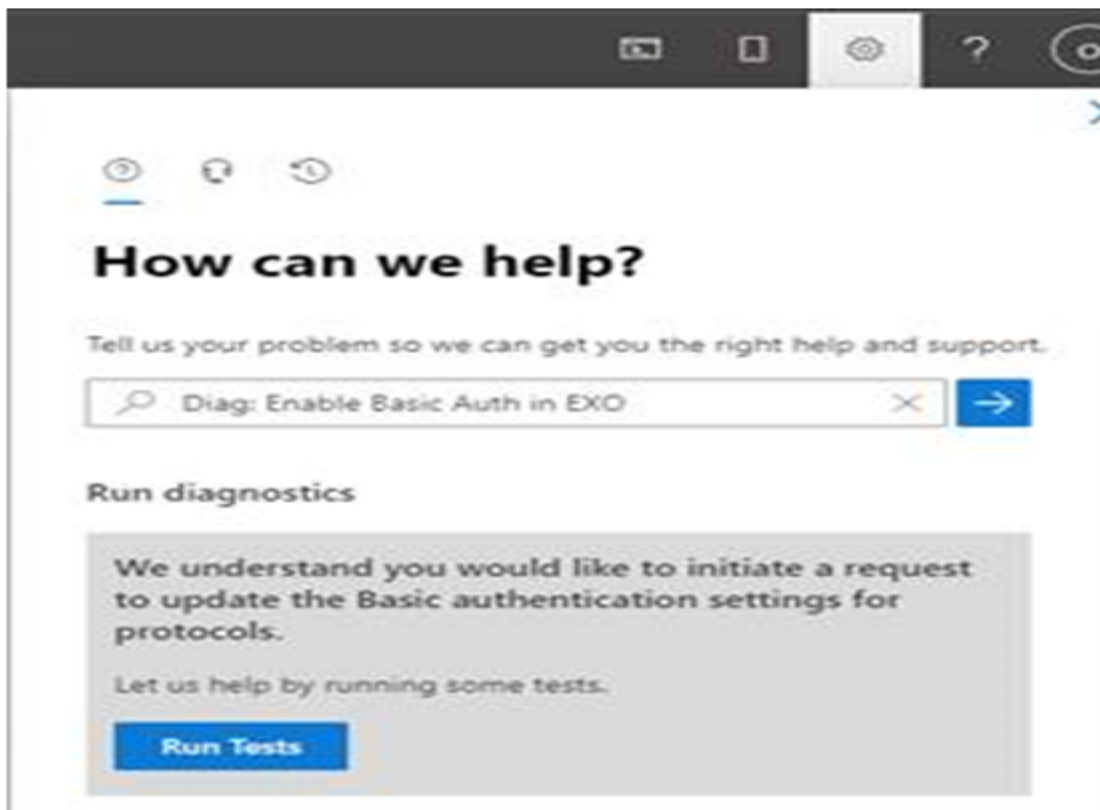 How can we help?
Tell us your problem so we can get you the right help and support.
Diag: Enable Basic Auth in EXO
Run diagnostics
We understand you would like to initiate a request
to update the Basic authentication settings for
protocols.
Let us help by running some tests.
Run Tests